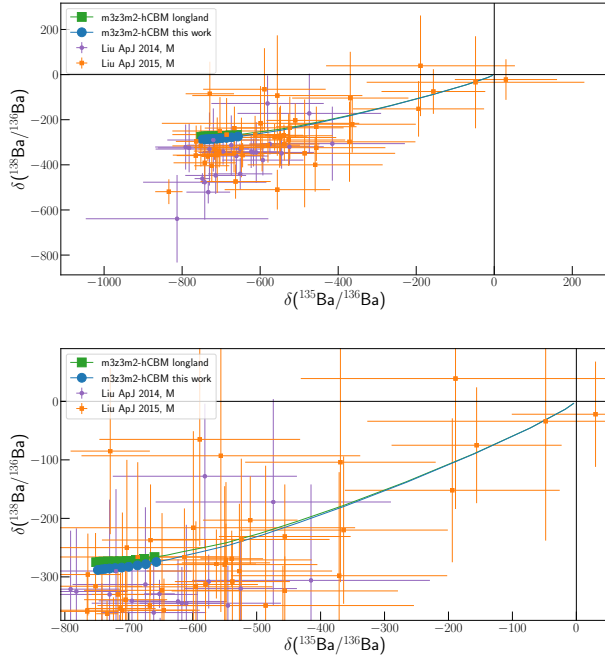 m3z3m2-hCBM longland
m3z3m2-hCBM this work
Liu ApJ 2014, M
Liu ApJ 2015, M
400
200
0
−200
−400
−600
−800
δ(¹³⁸Ba/¹³⁶Ba)
−1000 −800 −600 −400 −200 0 200
δ(¹³⁵Ba/¹³⁶Ba)
m3z3m2-hCBM longland
m3z3m2-hCBM this work
Liu ApJ 2014, M
Liu ApJ 2015, M
0
−100
−200
−300
δ(¹³⁸Ba/¹³⁶Ba)
−800 −700 −600 −500 −400 −300 −200 −100 0
δ(¹³⁵Ba/¹³⁶Ba)